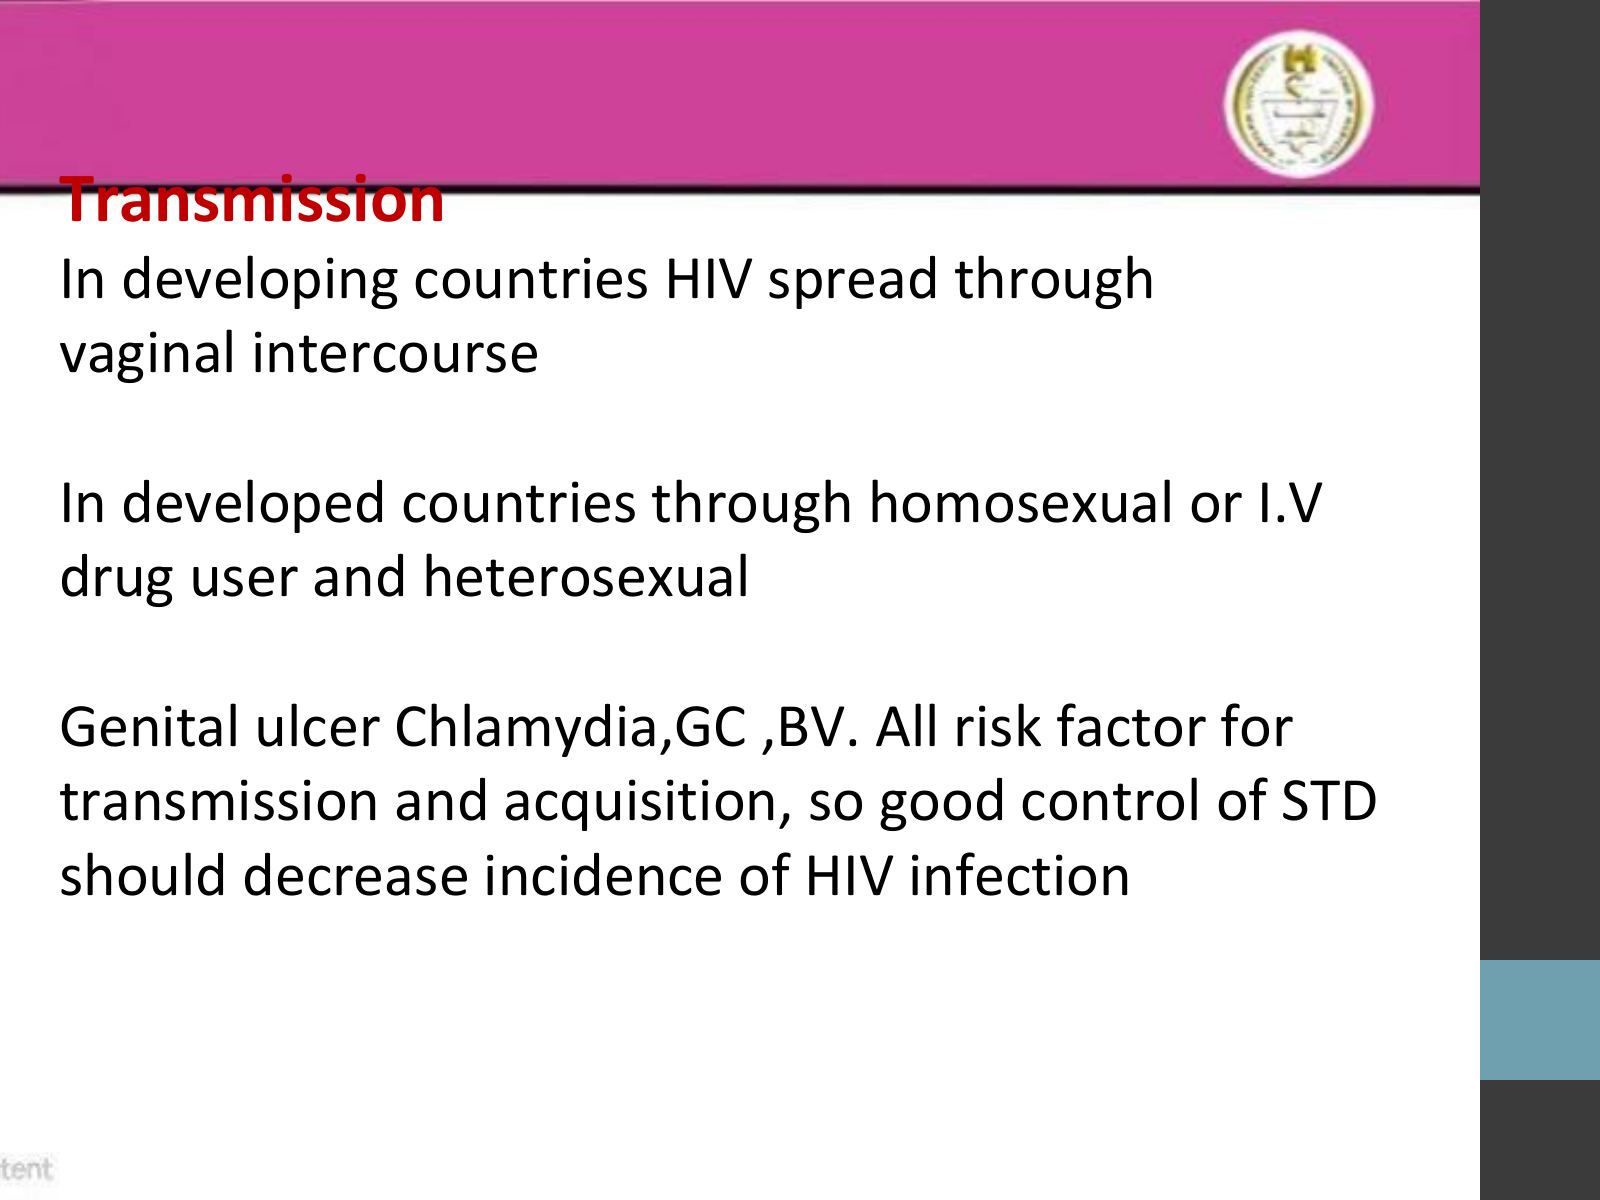 Transmission
In developing countries HIV spread through
vaginal intercourse
In developed countries through homosexual or I.V
drug user and heterosexual
Genital ulcer Chlamydia,GC ,BV. All risk factor for
transmission and acquisition, so good control of STD
should decrease incidence of HIV infection
tent